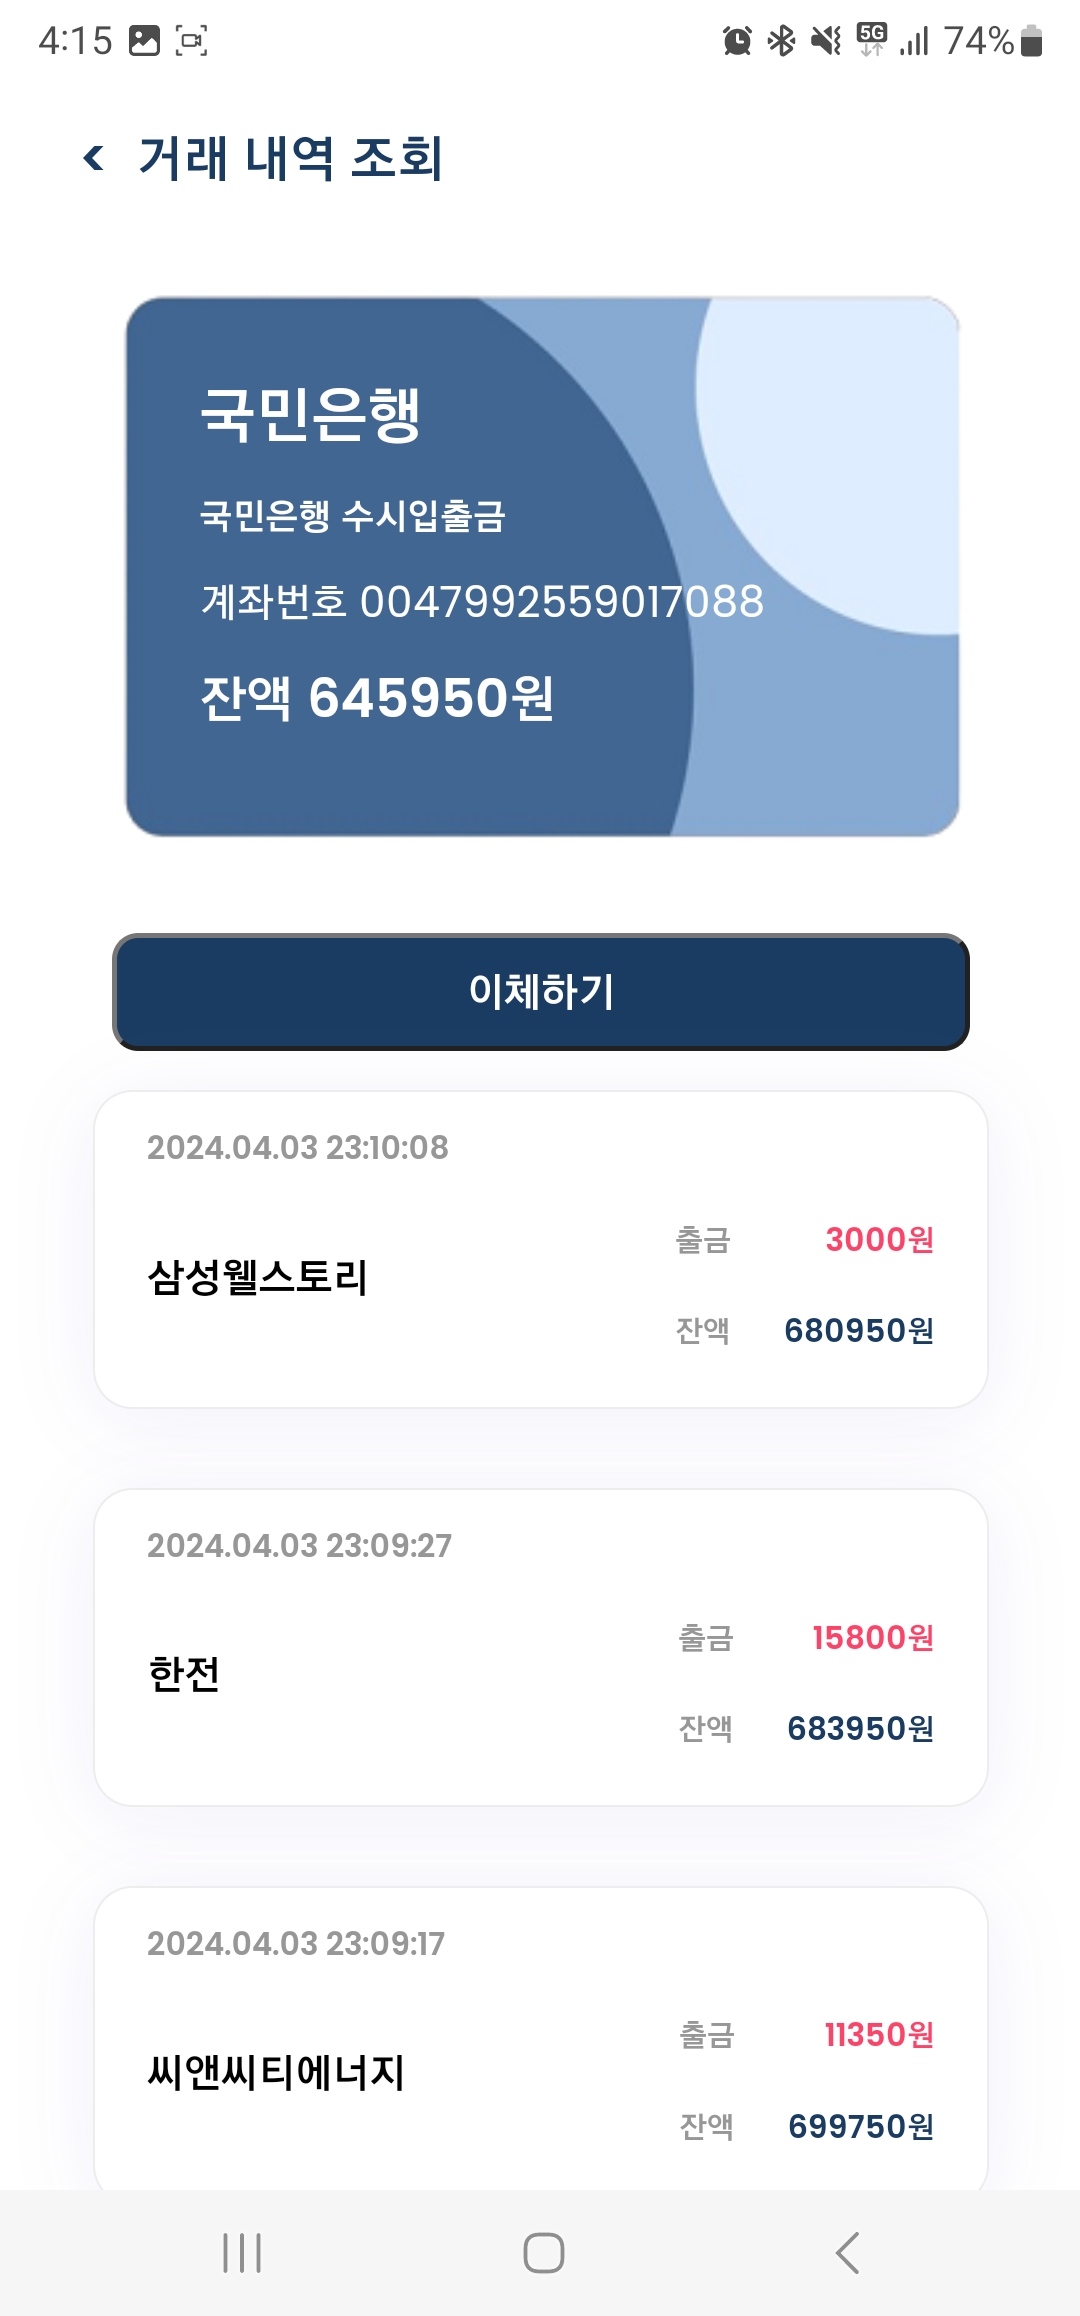 4:15 5G 74%
거래 내역 조회
국민은행
국민은행 수시입출금
계좌번호 0047992559017088
잔액 645950원
이체하기
2024.04.03 23:10:08
출금 3000원
삼성웰스토리
잔액 680950원
2024.04.03 23:09:27
출금 15800원
한전
잔액 683950원
2024.04.03 23:09:17
출금 11350원
씨앤씨티에너지
잔액 699750원